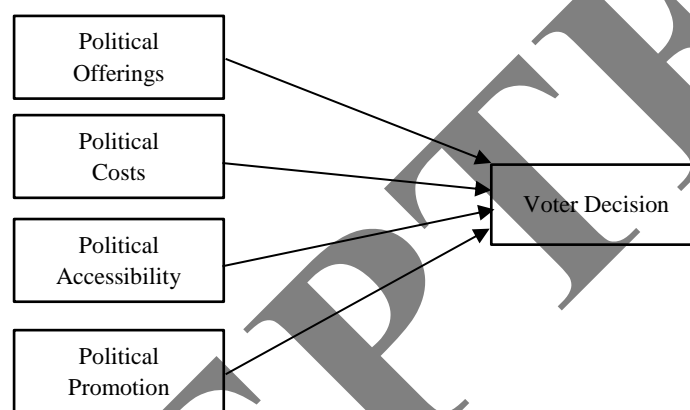 Political
Offerings
Political
Costs
Voter Decision
Political
Accessibility
Political
Promotion